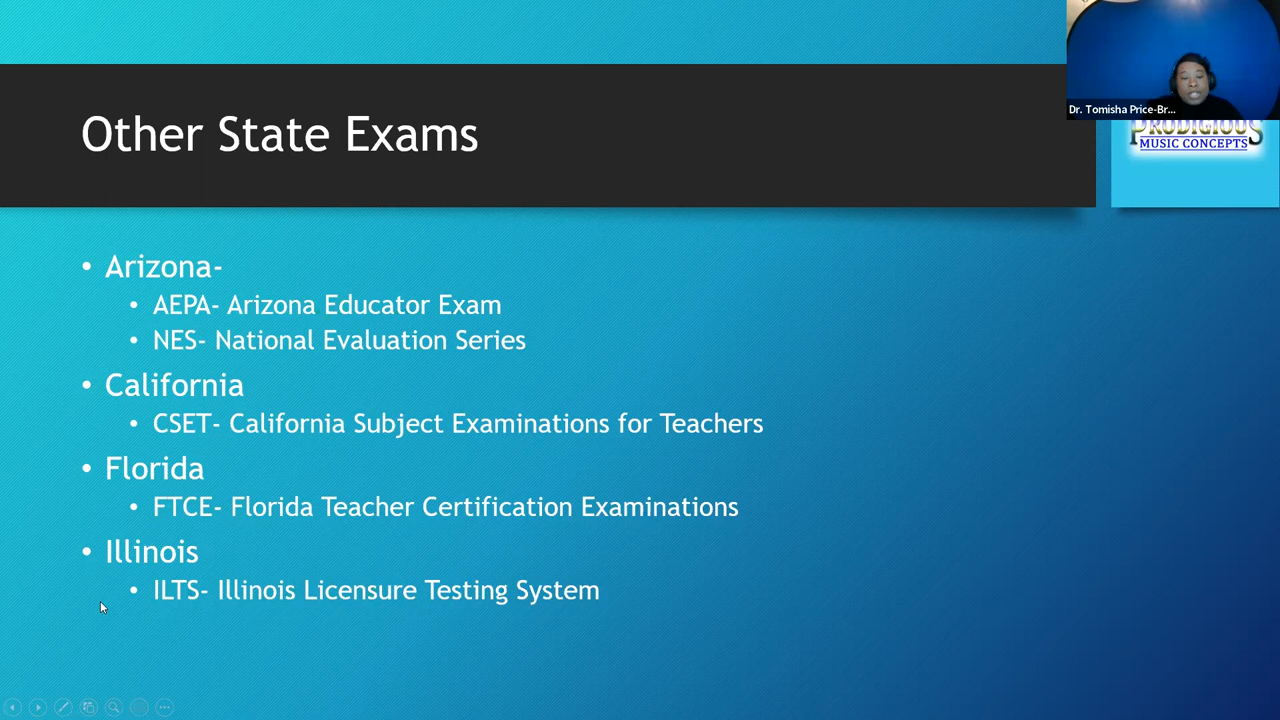 Other State Exams
Dr. Tomisha Price-Br...
PRODIGIOUS
MUSIC CONCEPTS
• Arizona-
• AEPA- Arizona Educator Exam
• NES- National Evaluation Series
• California
• CSET- California Subject Examinations for Teachers
• Florida
• FTCE- Florida Teacher Certification Examinations
• Illinois
• ILTS- Illinois Licensure Testing System